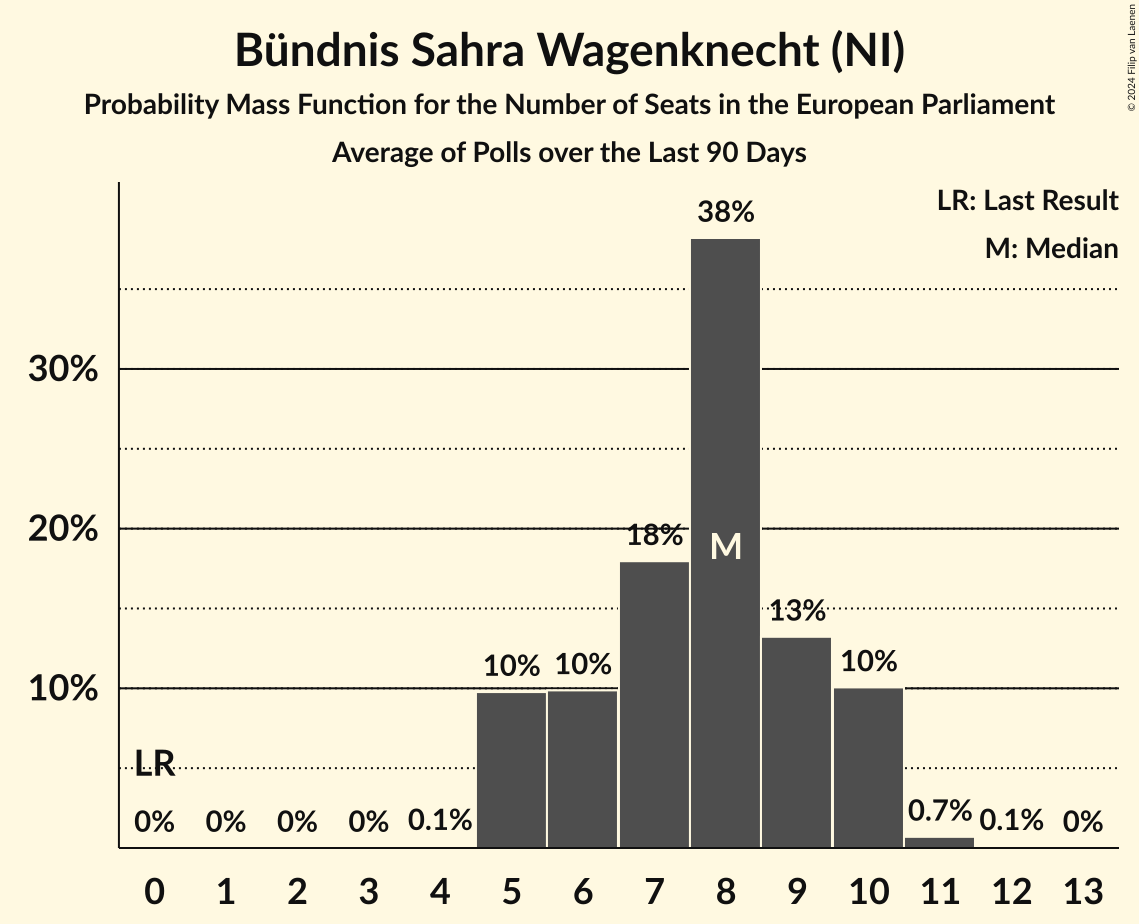 Bündnis Sahra Wagenknecht (NI)
Probability Mass Function for the Number of Seats in the European Parliament
Average of Polls over the Last 90 Days
© 2024 Filip van Laenen
LR: Last Result
M: Median
38%
30%
20%
18%
M
13%
10% 10% 10%
10%
LR
0% 0% 0% 0% 0.1% 0.7% 0.1% 0%
0 1 2 3 4 5 6 7 8 9 10 11 12 13